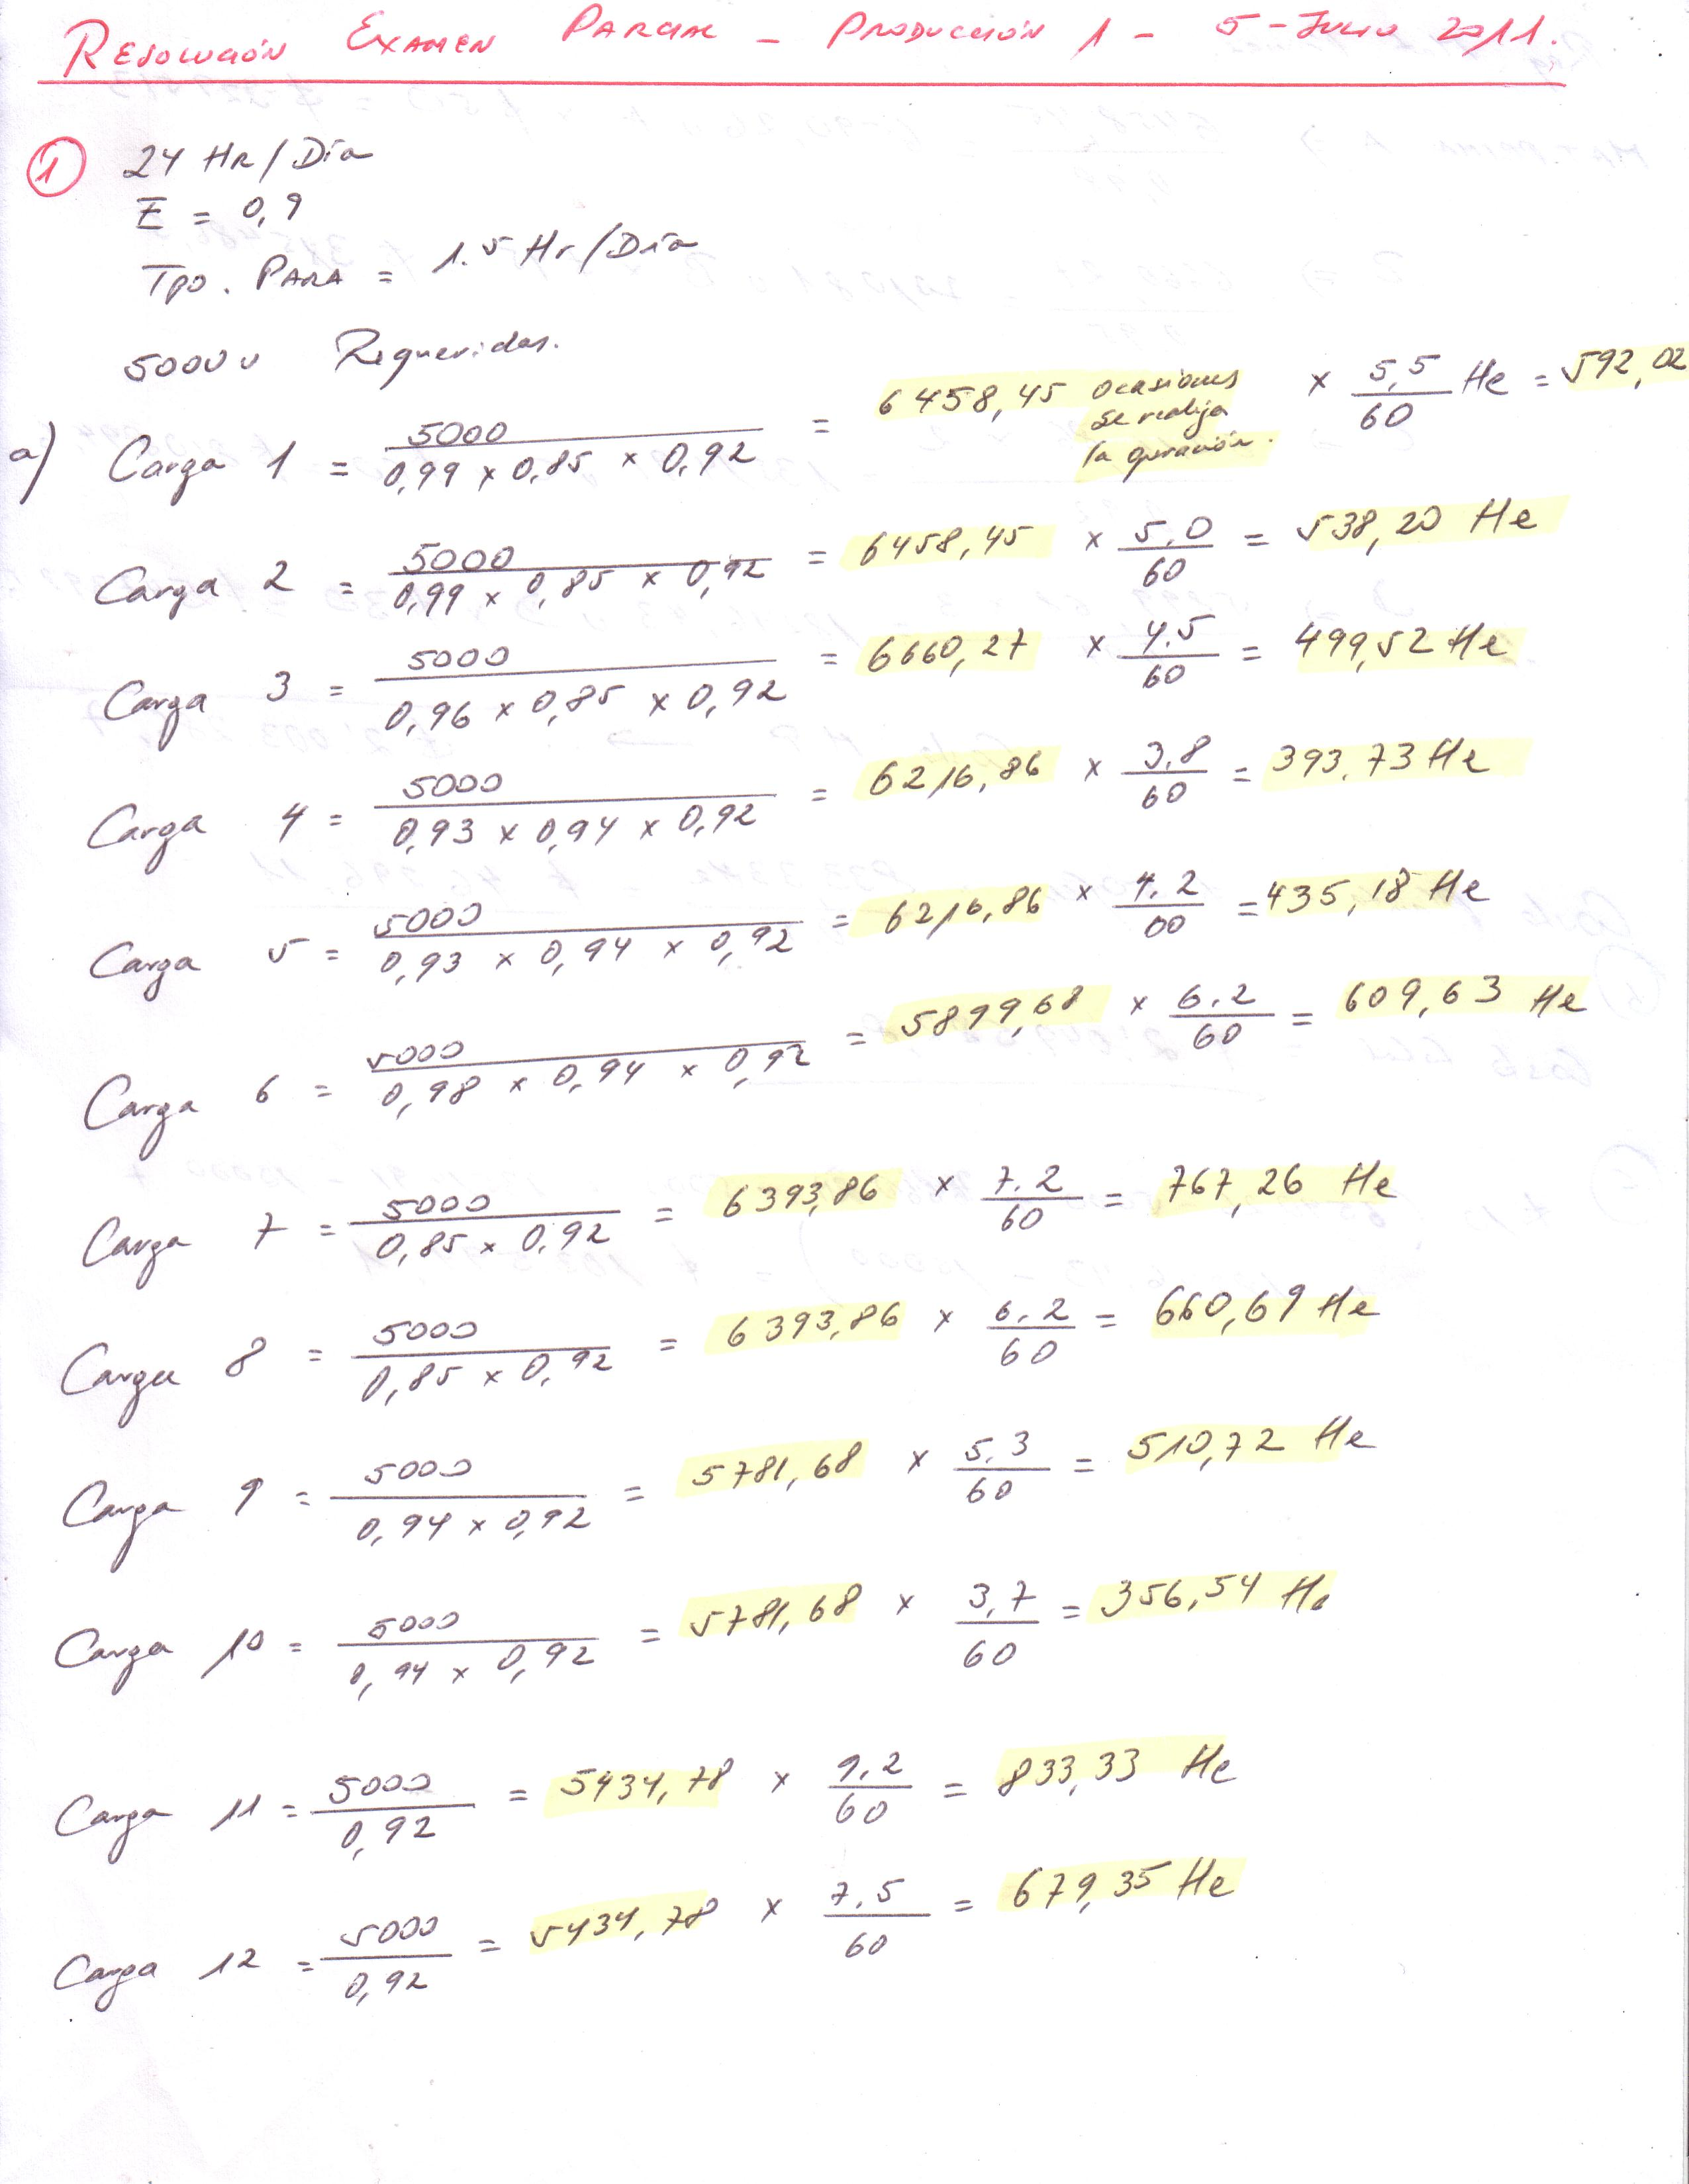 RESOLUCIÓN EXAMEN PARCIAL - PRODUCCIÓN 1 - 5-JULIO 2011.
1 24 HR/Día
E = 0,9
Tpo. PARA = 1.5 Hr/Día
5000 u Requeridas.
a) Carga 1 = 5000 / 0,99 x 0,85 x 0,92 = 6458,45 ocasiones se realiza la operación. x 5,5/60 He = 592,02
Carga 2 = 5000 / 0,99 x 0,85 x 0,92 = 6458,45 x 5,0/60 = 538,20 He
Carga 3 = 5000 / 0,96 x 0,85 x 0,92 = 6660,27 x 4.5/60 = 499,52 He
Carga 4 = 5000 / 0,93 x 0,94 x 0,92 = 6216,86 x 3,8/60 = 393,73 He
Carga 5 = 5000 / 0,93 x 0,94 x 0,92 = 6216,86 x 4.2/60 = 435,18 He
Carga 6 = 5000 / 0,98 x 0,94 x 0,92 = 5899,68 x 6.2/60 = 609,63 He
Carga 7 = 5000 / 0,85 x 0,92 = 6393,86 x 7.2/60 = 767,26 He
Carga 8 = 5000 / 0,85 x 0,92 = 6393,86 x 6.2/60 = 660,69 He
Carga 9 = 5000 / 0,94 x 0,92 = 5781,68 x 5,3/60 = 510,72 He
Carga 10 = 5000 / 0,94 x 0,92 = 5781,68 x 3,7/60 = 356,54 He
Carga 11 = 5000 / 0,92 = 5434,78 x 9,2/60 = 833,33 He
Carga 12 = 5000 / 0,92 = 5434,78 x 7,5/60 = 679,35 He